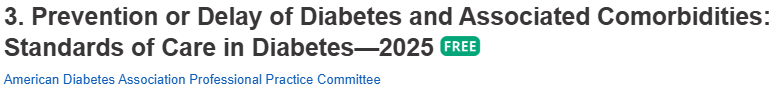 3. Prevention or Delay of Diabetes and Associated Comorbidities:
Standards of Care in Diabetes—2025 FREE
American Diabetes Association Professional Practice Committee